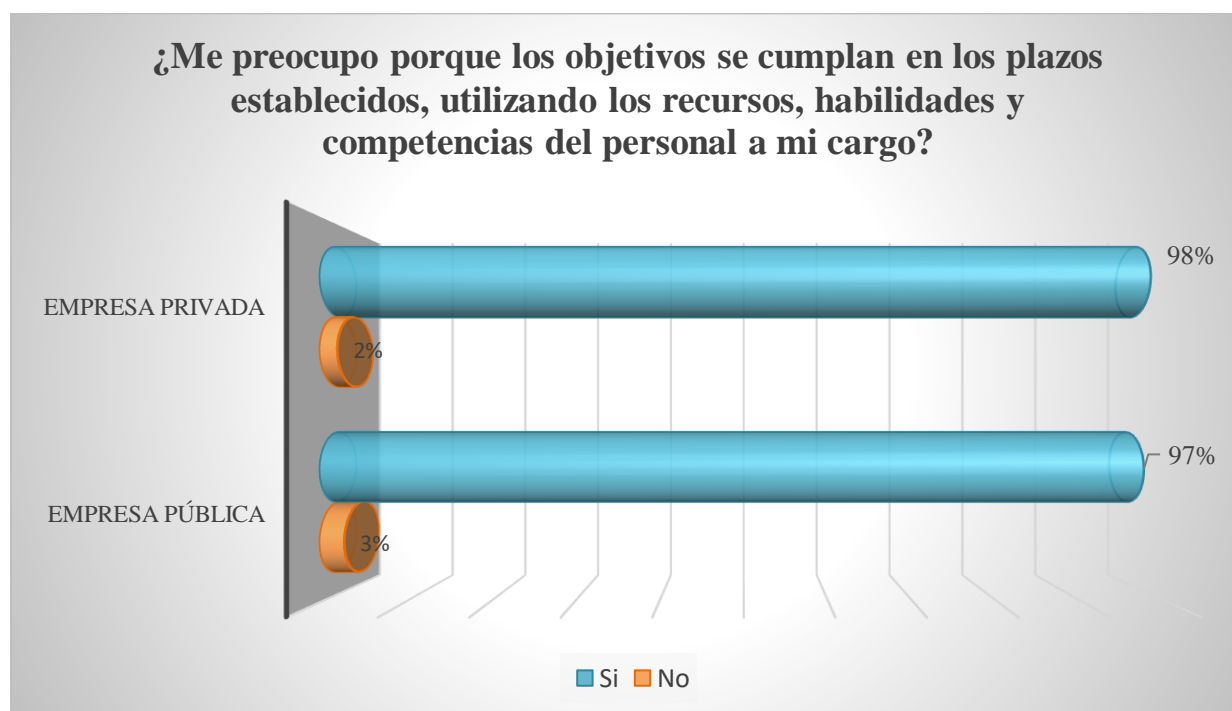 ¿Me preocupo porque los objetivos se cumplan en los plazos
establecidos, utilizando los recursos, habilidades y
competencias del personal a mi cargo?
EMPRESA PRIVADA
98%
2%
EMPRESA PÚBLICA
97%
3%
Si No